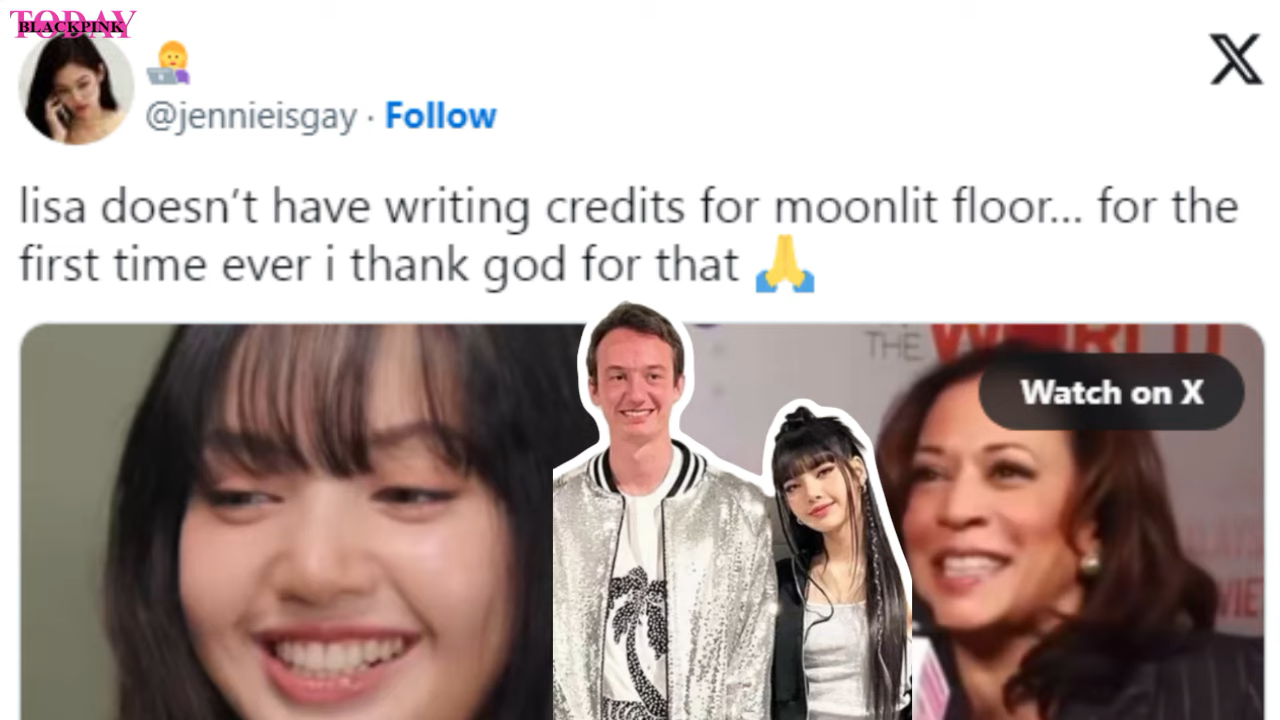 TODAY
BLACKPINK
@jennieisgay · Follow
lisa doesn’t have writing credits for moonlit floor... for the
first time ever i thank god for that 🙏
THE WORLD
Watch on X